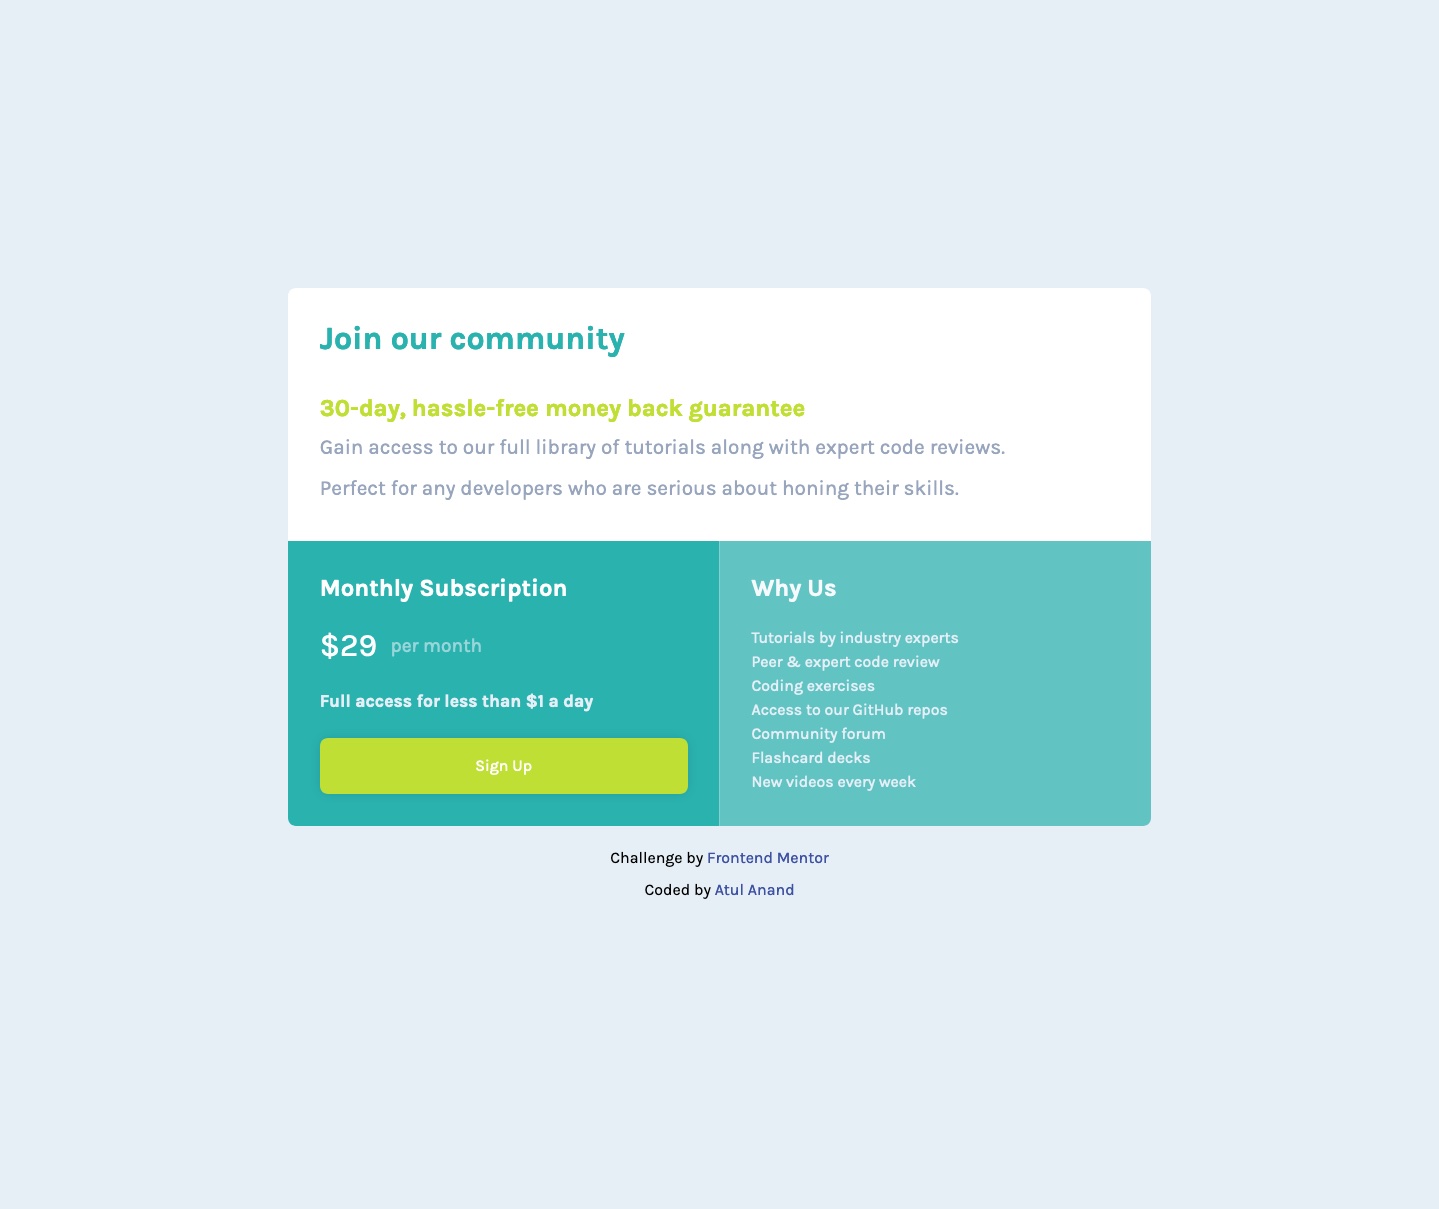 Join our community
30-day, hassle-free money back guarantee
Gain access to our full library of tutorials along with expert code reviews.
Perfect for any developers who are serious about honing their skills.
Monthly Subscription
$29 per month
Full access for less than $1 a day
Sign Up
Why Us
Tutorials by industry experts
Peer & expert code review
Coding exercises
Access to our GitHub repos
Community forum
Flashcard decks
New videos every week
Challenge by Frontend Mentor
Coded by Atul Anand